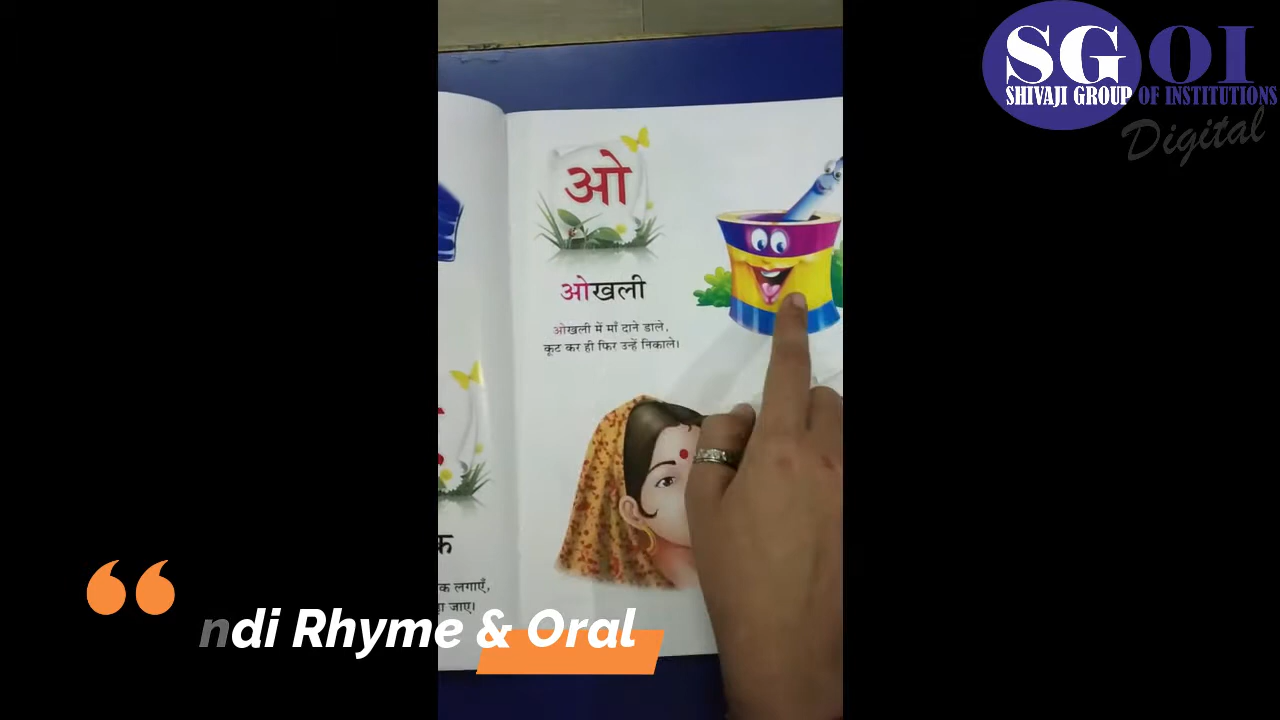 SGOI
SHIVAJI GROUP OF INSTITUTIONS
Digital
ओ
ओखली
ओखली में माँ दाने डाले,
कूट कर ही फिर उन्हें निकाले।
लगाएँ,
जाए।
ndi Rhyme & Oral